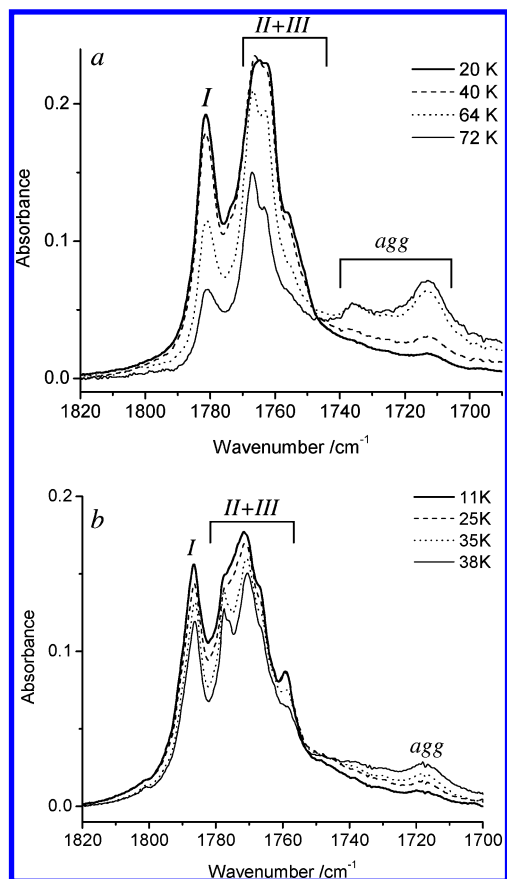 a
II+III
I
agg
20 K
40 K
64 K
72 K
0.2
0.1
0.0
Absorbance
1820 1800 1780 1760 1740 1720 1700
Wavenumber /cm-1
b
II+III
I
agg
11K
25K
35K
38K
0.2
0.1
0.0
Absorbance
1820 1800 1780 1760 1740 1720 1700
Wavenumber /cm-1